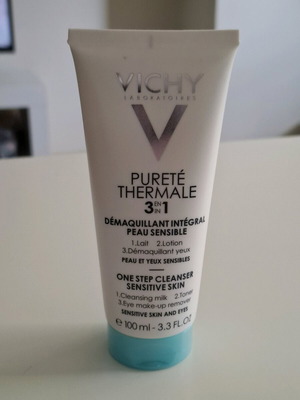 VICHY
LABORATOIRES
V
PURETÉ
THERMALE
3 EN IN 1
DÉMAQUILLANT INTÉGRAL
PEAU SENSIBLE
1.Lait 2.Lotion
3.Démaquillant yeux
PEAU ET YEUX SENSIBLES
ONE STEP CLEANSER
SENSITIVE SKIN
1.Cleansing milk 2.Toner
3.Eye make-up remover
SENSITIVE SKIN AND EYES
e 100 ml - 3.3 FL.OZ